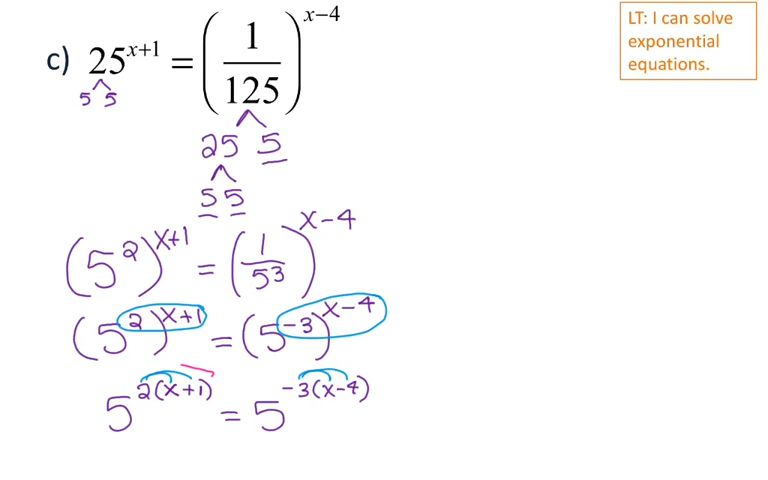 LT: I can solve
exponential
equations.
c) 25^{x+1} = (1/125)^{x−4}
5 5
25 5
5 5
(5^2)^{x+1} = (1/5^3)^{x−4}
(5^2)^{x+1} = (5^{−3})^{x−4}
5^{2(x+1)} = 5^{−3(x−4)}